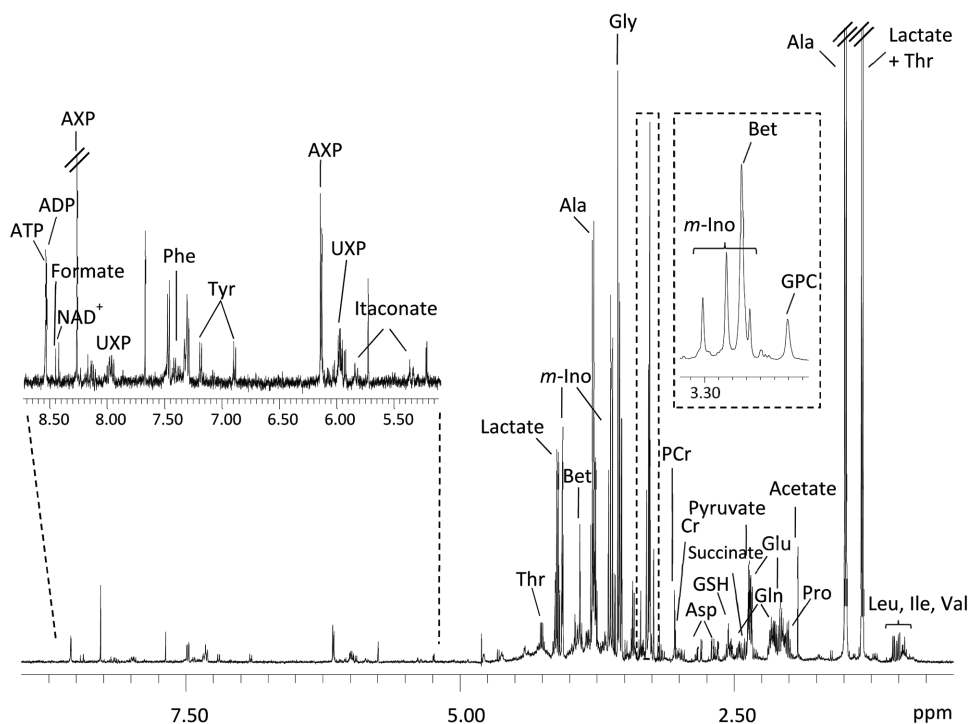 Gly
Ala
Lactate
+ Thr
AXP
Bet
AXP
m-Ino
ADP
Ala
ATP
UXP
Phe
Formate
GPC
Tyr
NAD+
Itaconate
UXP
m-Ino
3.30
8.50 8.00 7.50 7.00 6.50 6.00 5.50
Lactate
PCr
Bet
Acetate
Pyruvate
Cr
Glu
Succinate
Thr
GSH
Gln
Pro
Asp
Leu, Ile, Val
7.50 5.00 2.50 ppm